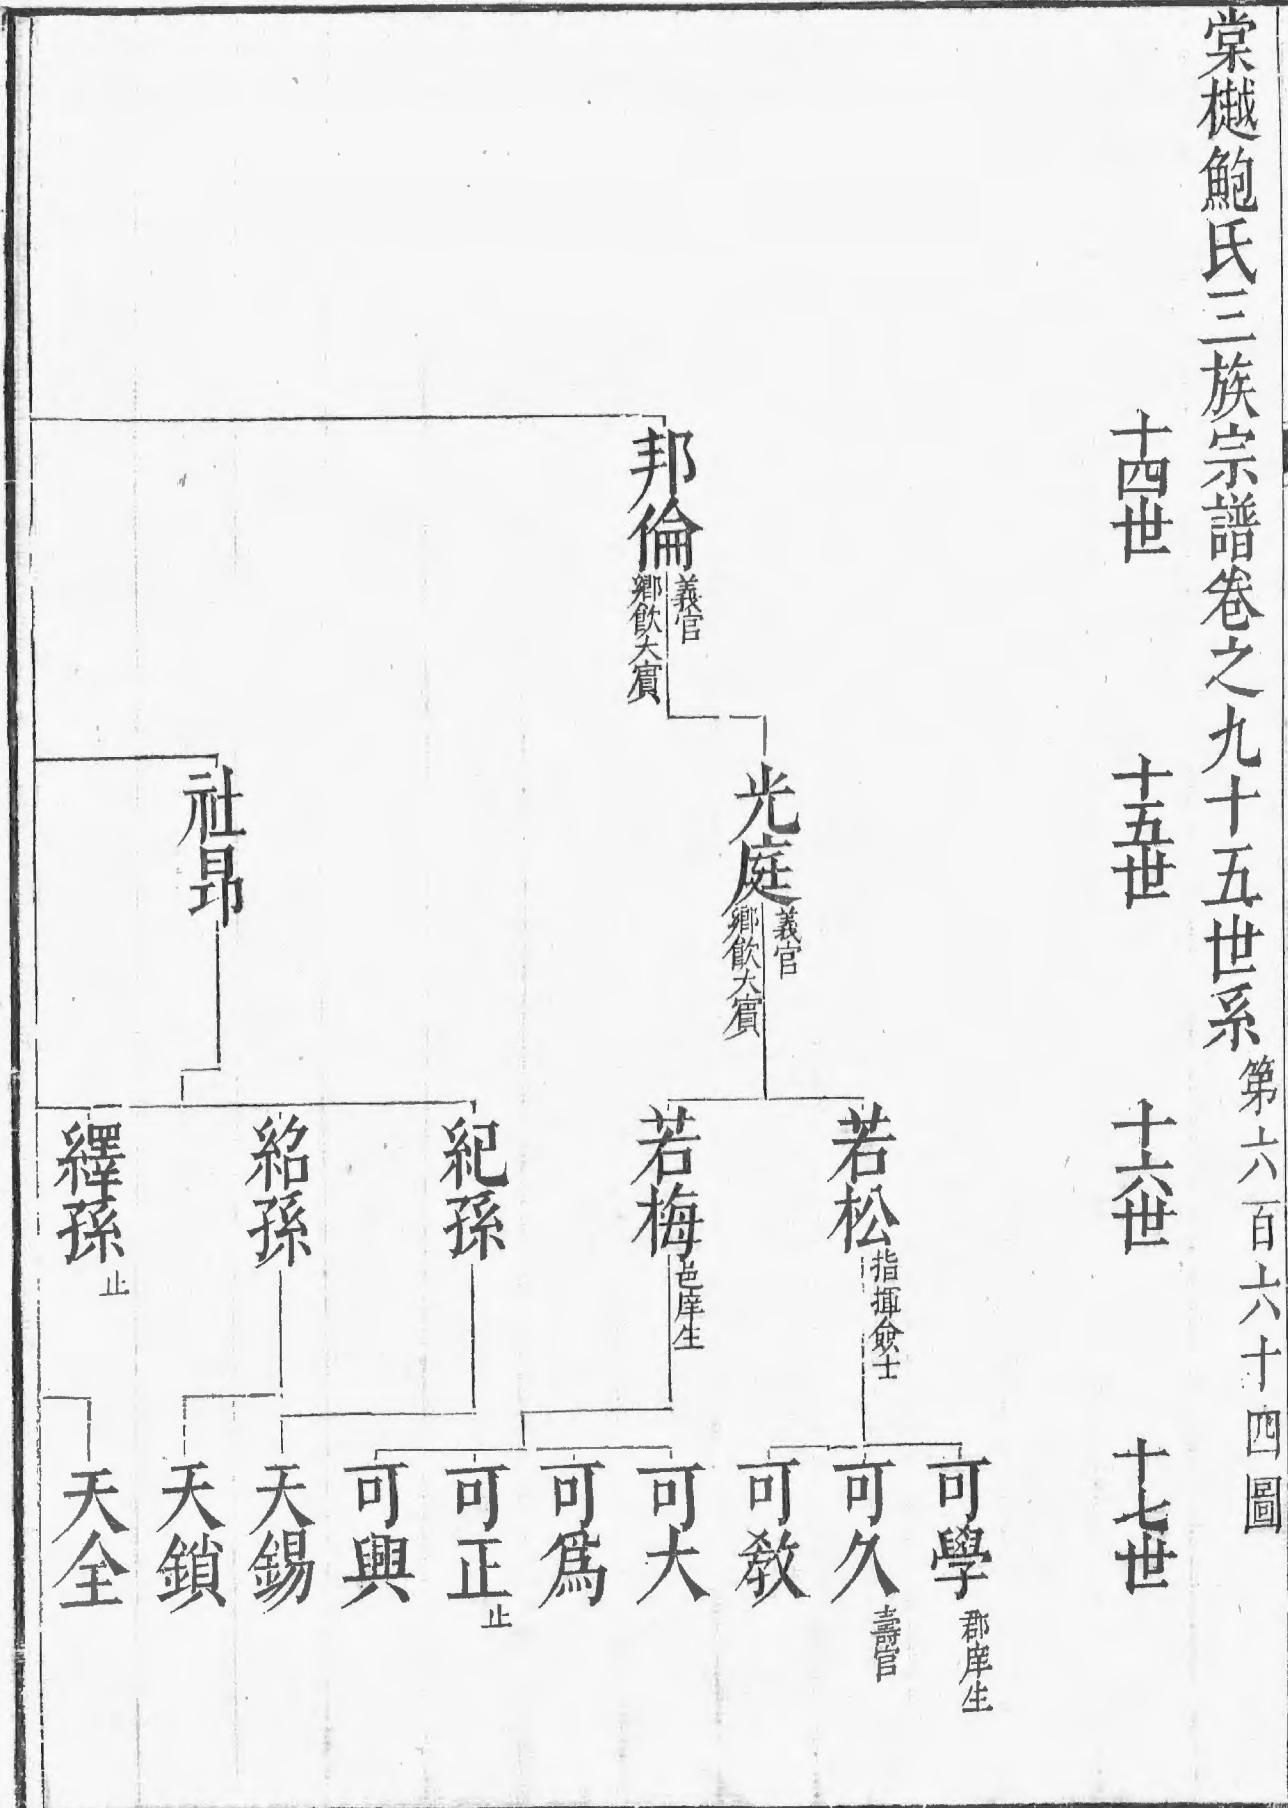 棠樾鮑氏三族宗譜卷之九十五世系 第六百六十四圖
十四世
十五世
十六世
十七世
可學 郡庠生
若松 指揮僉士
可久 壽官
光庭 義官
鄉飲大賓
可教
邦倫 義官
鄉飲大賓
若梅 邑庠生
可大
可爲
紀孫
可正 止
可興
紹孫
天錫
社昂
天鎖
繹孫 止
天全